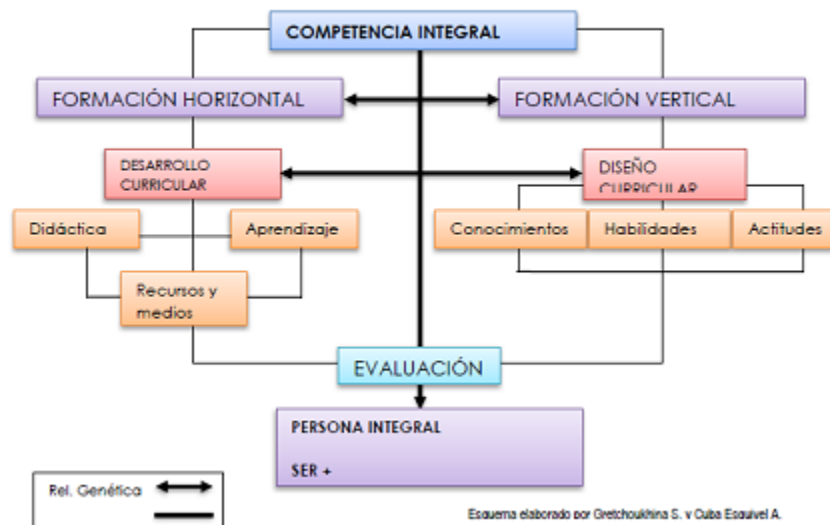 COMPETENCIA INTEGRAL
FORMACIÓN HORIZONTAL
FORMACIÓN VERTICAL
DESARROLLO
CURRICULAR
DISEÑO
CURRICULAR
Didáctica
Aprendizaje
Conocimientos
Habilidades
Actitudes
Recursos y
medios
EVALUACIÓN
PERSONA INTEGRAL
SER +
Rel. Genética
Esquema elaborado por Gretchoukhina S. y Cuba Esquivel A.